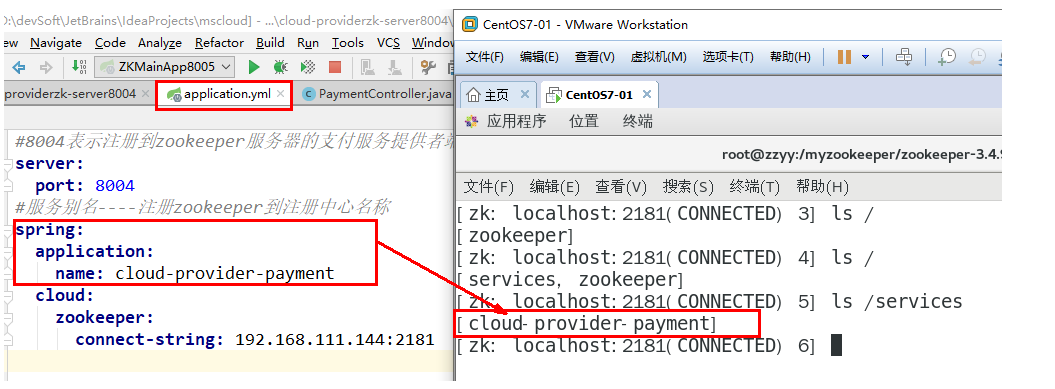 D:\devSoft\JetBrains\IdeaProjects\mscloud] - ...\cloud-providerzk-server8004\
iew Navigate Code Analyze Refactor Build Run Tools VCS Window
ZKMainApp8005
providerzk-server8004 application.yml PaymentController.java
#8004表示注册到zookeeper服务器的支付服务提供者端
server:
port: 8004
#服务别名----注册zookeeper到注册中心名称
spring:
application:
name: cloud-provider-payment
cloud:
zookeeper:
connect-string: 192.168.111.144:2181
CentOS7-01 - VMware Workstation
文件(F) 编辑(E) 查看(V) 虚拟机(M) 选项卡(T) 帮助(H)
主页 CentOS7-01
应用程序 位置 终端
root@zzyy:/myzookeeper/zookeeper-3.4.9
文件(F) 编辑(E) 查看(V) 搜索(S) 终端(T) 帮助(H)
[zk: localhost:2181(CONNECTED) 3] ls /
[zookeeper]
[zk: localhost:2181(CONNECTED) 4] ls /
[services, zookeeper]
[zk: localhost:2181(CONNECTED) 5] ls /services
[cloud-provider-payment]
[zk: localhost:2181(CONNECTED) 6]